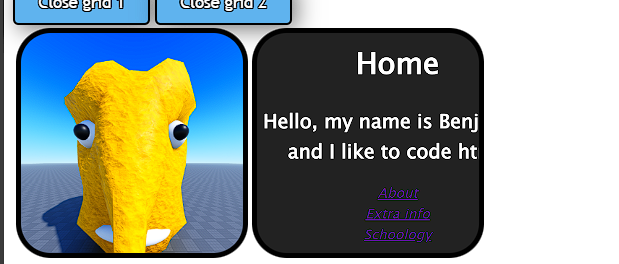 Close grid 1 Close grid 2
Home
Hello, my name is Benj
and I like to code ht
About
Extra info
Schoology